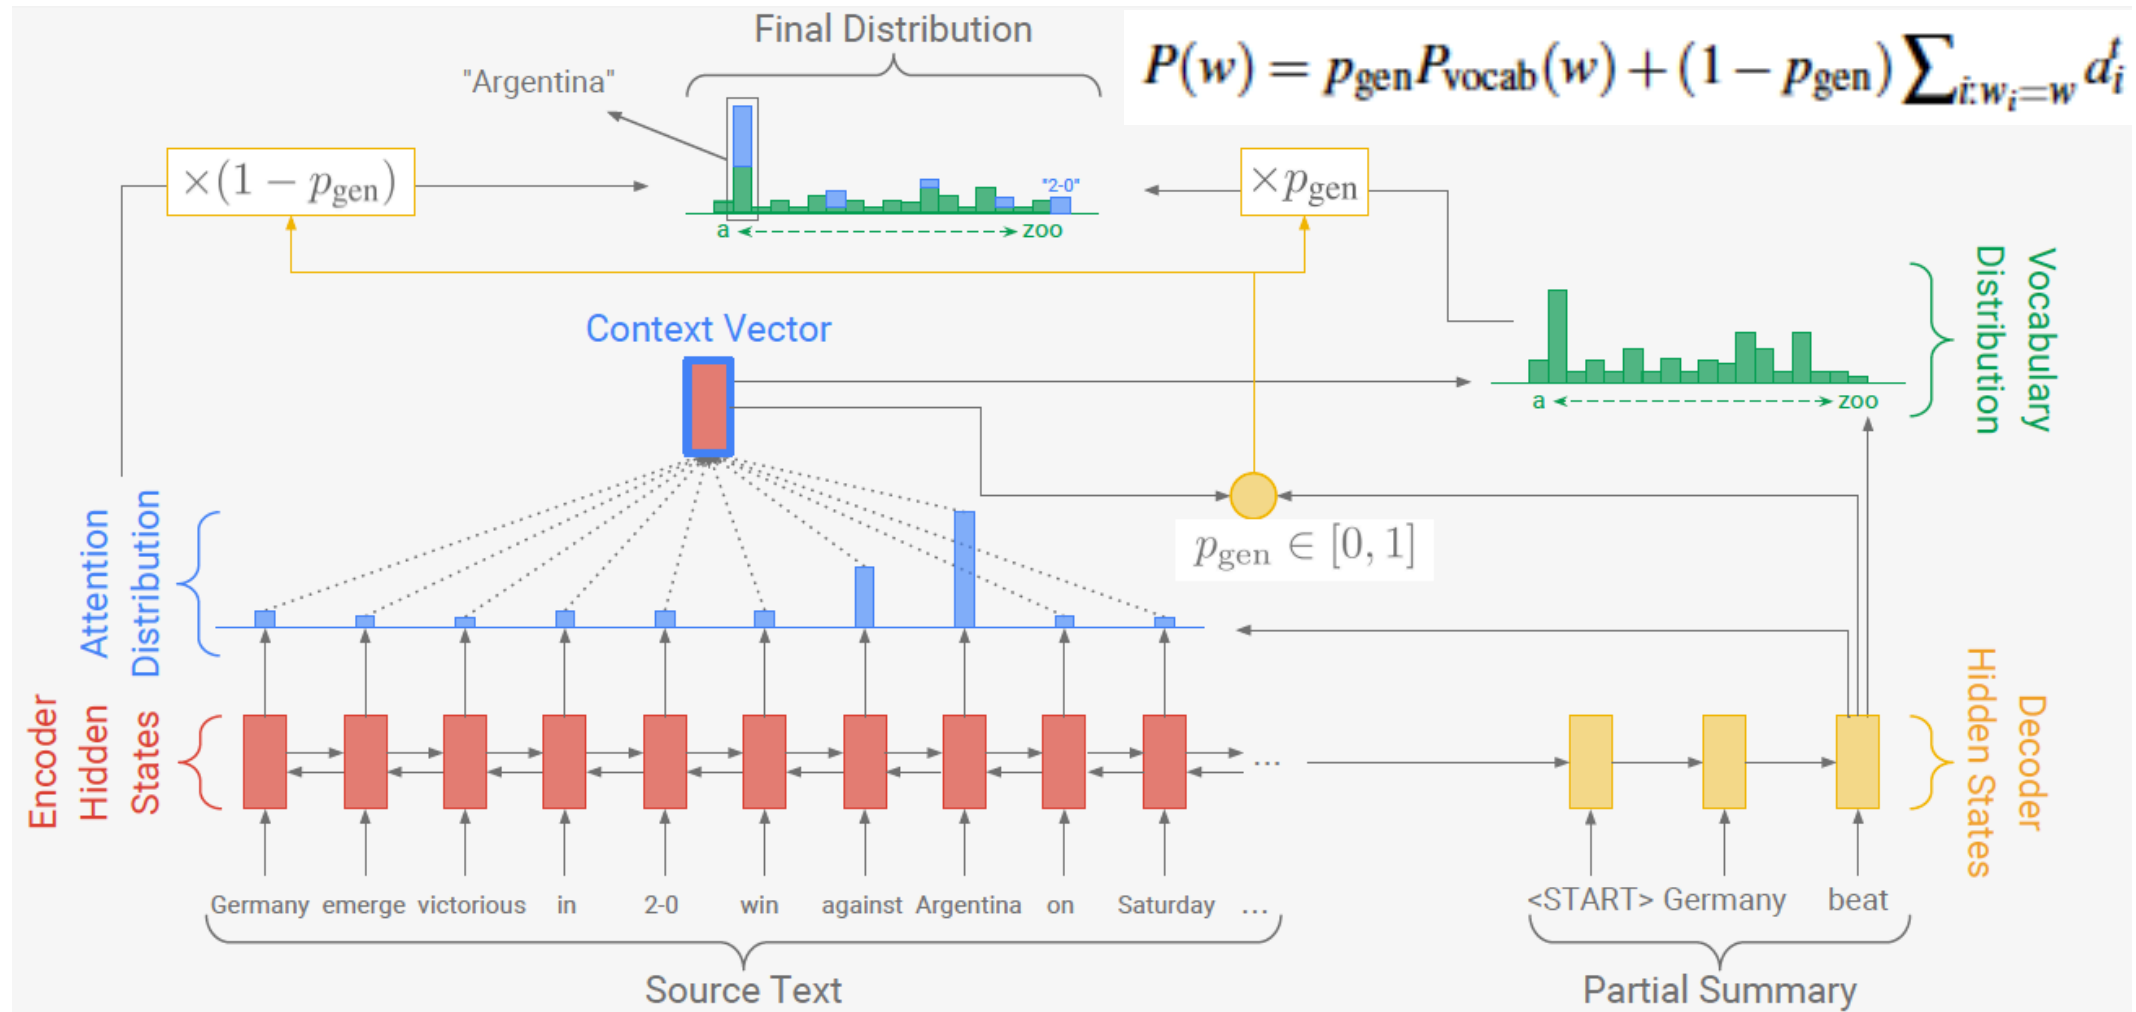 Final Distribution
P(w) = p_gen P_vocab(w) + (1 − p_gen) ∑_{i:w_i=w} a_i^t
"Argentina"
×(1 − p_gen)
"2-0"
×p_gen
a
zoo
Vocabulary
Distribution
Context Vector
a
zoo
Attention
Distribution
p_gen ∈ [0, 1]
Encoder
Hidden
States
...
Decoder
Hidden States
Germany emerge victorious in 2-0 win against Argentina on Saturday ...
<START> Germany beat
Source Text
Partial Summary